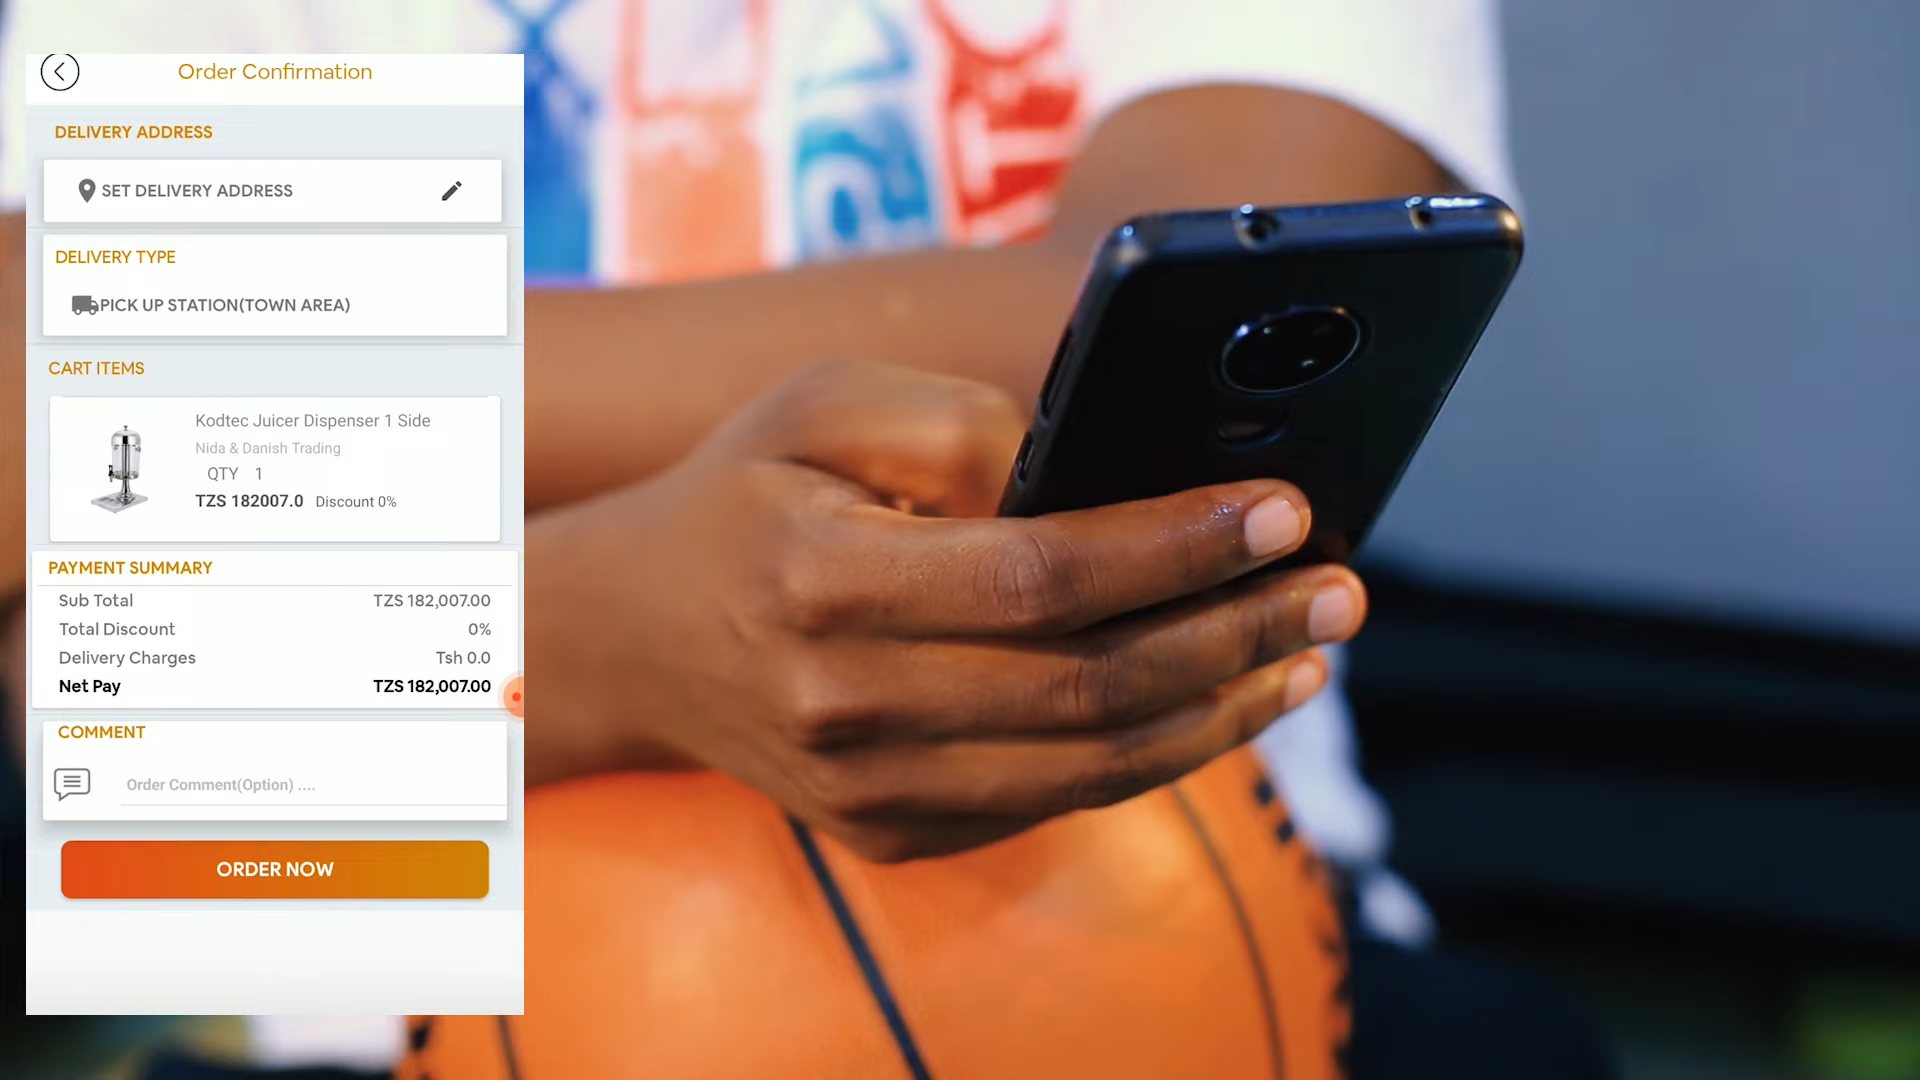 Order Confirmation
DELIVERY ADDRESS
SET DELIVERY ADDRESS
DELIVERY TYPE
PICK UP STATION(TOWN AREA)
CART ITEMS
Kodtec Juicer Dispenser 1 Side
Nida & Danish Trading
QTY 1
TZS 182007.0 Discount 0%
PAYMENT SUMMARY
Sub Total TZS 182,007.00
Total Discount 0%
Delivery Charges Tsh 0.0
Net Pay TZS 182,007.00
COMMENT
Order Comment(Option) ....
ORDER NOW